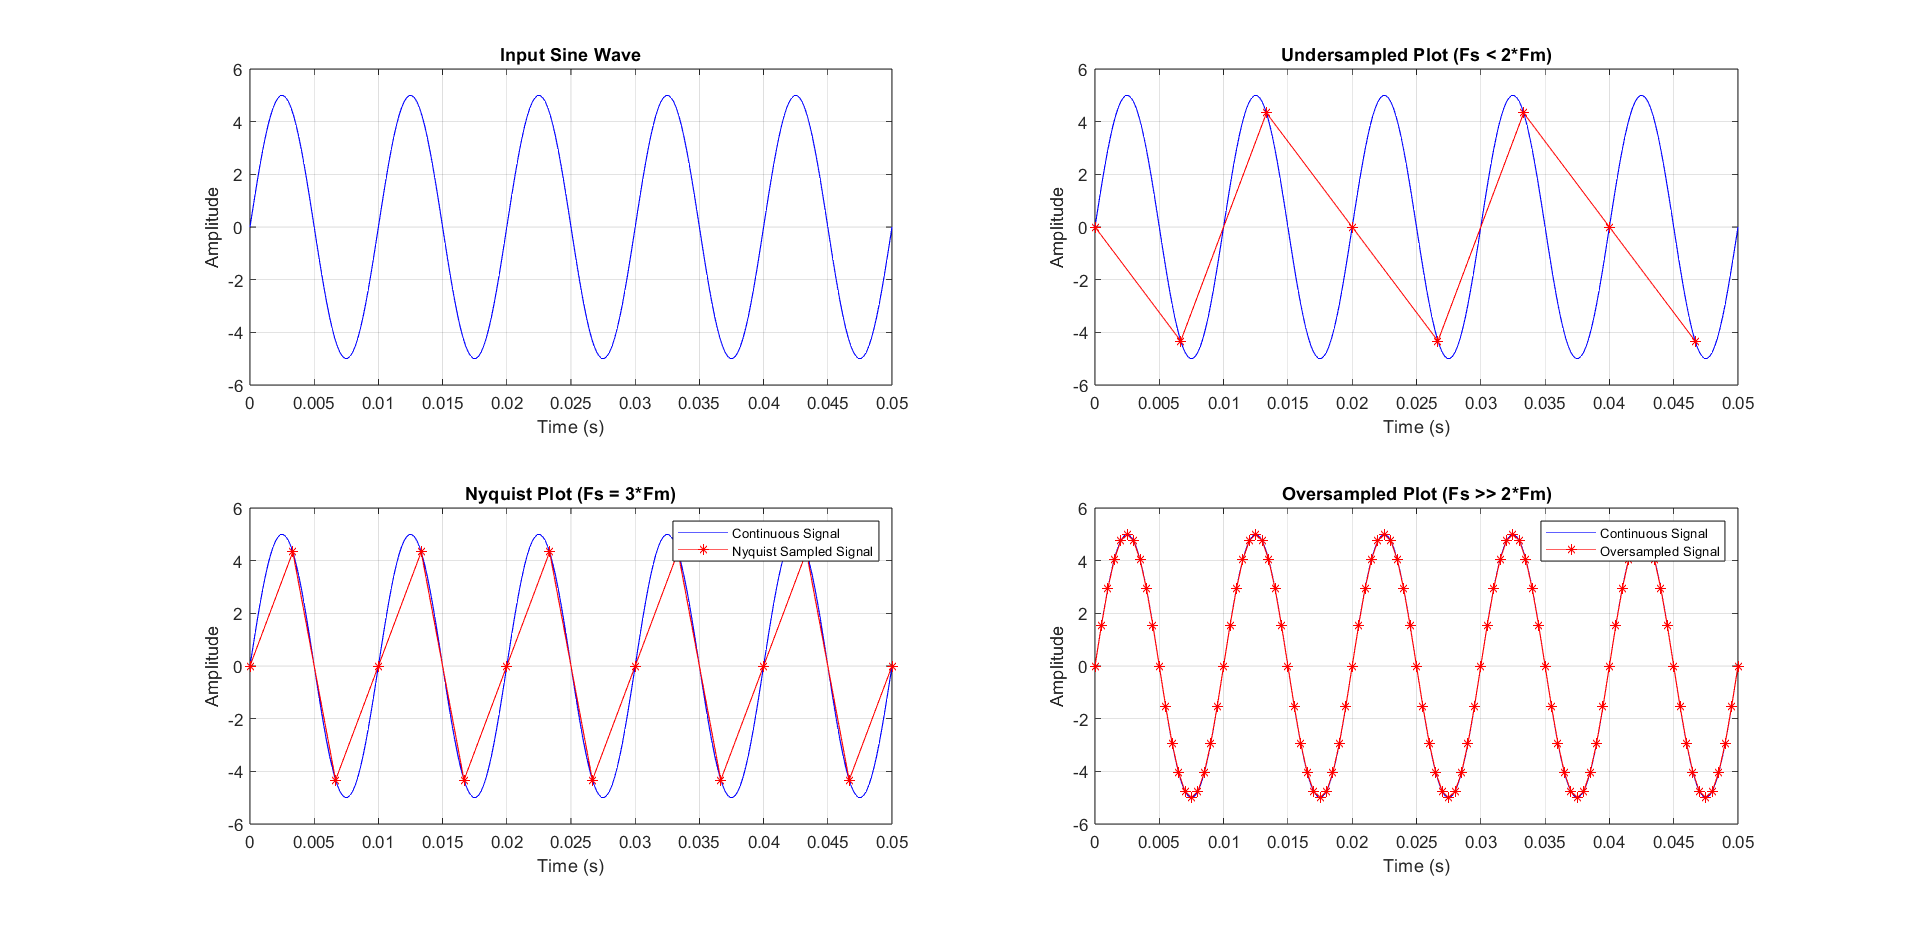 Input Sine Wave
6
4
2
0
-2
-4
-6
Amplitude
0 0.005 0.01 0.015 0.02 0.025 0.03 0.035 0.04 0.045 0.05
Time (s)
Undersampled Plot (Fs < 2*Fm)
6
4
2
0
-2
-4
-6
Amplitude
0 0.005 0.01 0.015 0.02 0.025 0.03 0.035 0.04 0.045 0.05
Time (s)
Nyquist Plot (Fs = 3*Fm)
Continuous Signal
Nyquist Sampled Signal
6
4
2
0
-2
-4
-6
Amplitude
0 0.005 0.01 0.015 0.02 0.025 0.03 0.035 0.04 0.045 0.05
Time (s)
Oversampled Plot (Fs >> 2*Fm)
Continuous Signal
Oversampled Signal
6
4
2
0
-2
-4
-6
Amplitude
0 0.005 0.01 0.015 0.02 0.025 0.03 0.035 0.04 0.045 0.05
Time (s)